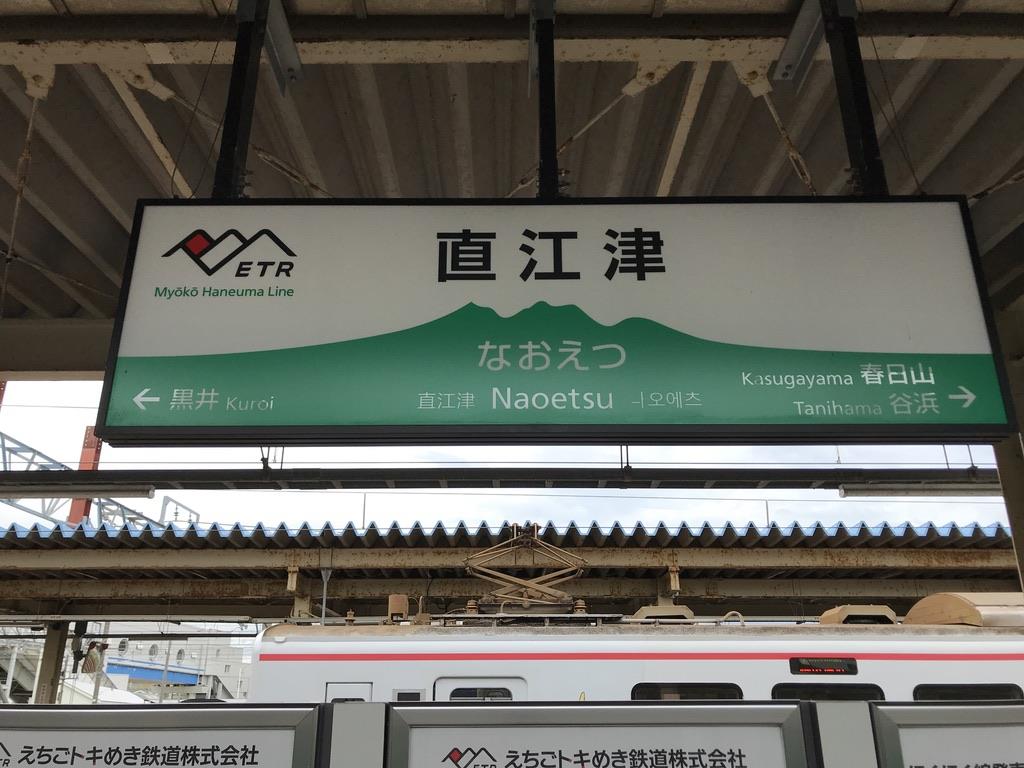 直江津
ETR
Myōkō Haneuma Line
なおえつ
← 黒井 Kuroi
直江津 Naoetsu 오에츠
Kasugayama 春日山
Tanihama 谷浜 →
えちごトキめき鉄道株式会社
ETR えちごトキめき鉄道株式会社